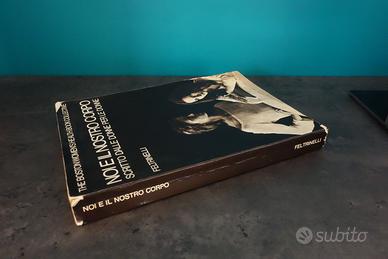 THE BOSTON WOMEN'S HEALTH BOOK COLLECTIVE
NOI E IL NOSTRO CORPO
SCRITTO DALLE DONNE PER LE DONNE
FELTRINELLI
NOI E IL NOSTRO CORPO
FELTRINELLI
subito